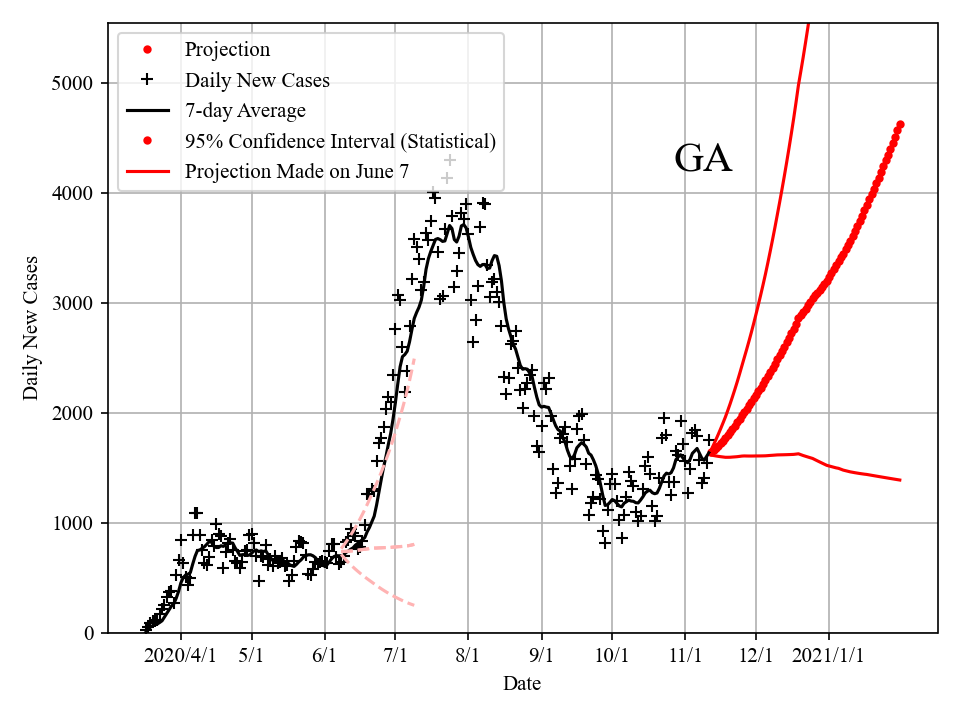 Projection
Daily New Cases
7-day Average
95% Confidence Interval (Statistical)
Projection Made on June 7
GA
Daily New Cases
5000
4000
3000
2000
1000
0
2020/4/1 5/1 6/1 7/1 8/1 9/1 10/1 11/1 12/1 2021/1/1
Date